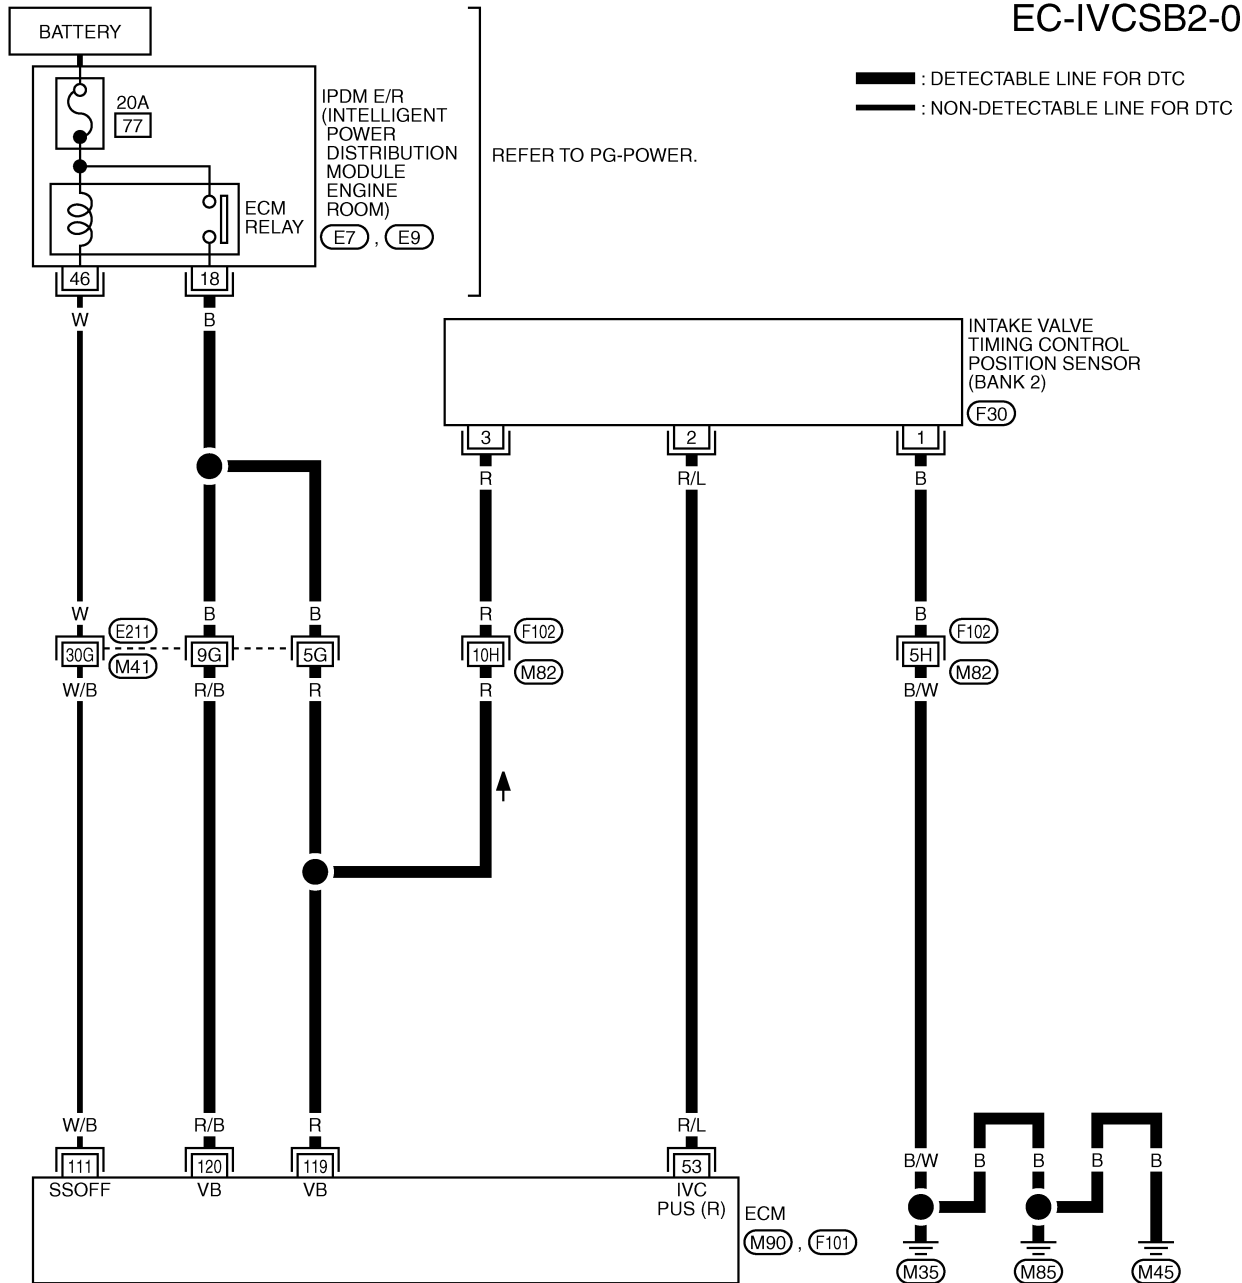 EC-IVCSB2-0
BATTERY
: DETECTABLE LINE FOR DTC
: NON-DETECTABLE LINE FOR DTC
20A
77
IPDM E/R
(INTELLIGENT
POWER
DISTRIBUTION
MODULE
ENGINE
ROOM)
E7 , E9
REFER TO PG-POWER.
ECM
RELAY
46 18
W B
INTAKE VALVE
TIMING CONTROL
POSITION SENSOR
(BANK 2)
F30
3 2 1
R R/L B
W B B R B
E211 F102 F102
30G 9G 5G 10H 5H
M41 M82 M82
W/B R/B R R B/W
W/B R/B R R/L
B/W B B B B
111 120 119 53
SSOFF VB VB IVC
PUS (R)
ECM
M90 , F101
M35 M85 M45